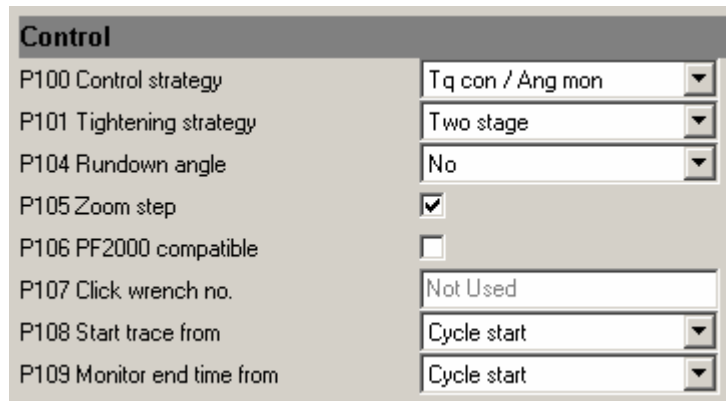 Control
P100 Control strategy Tq con / Ang mon
P101 Tightening strategy Two stage
P104 Rundown angle No
P105 Zoom step
P106 PF2000 compatible
P107 Click wrench no. Not Used
P108 Start trace from Cycle start
P109 Monitor end time from Cycle start